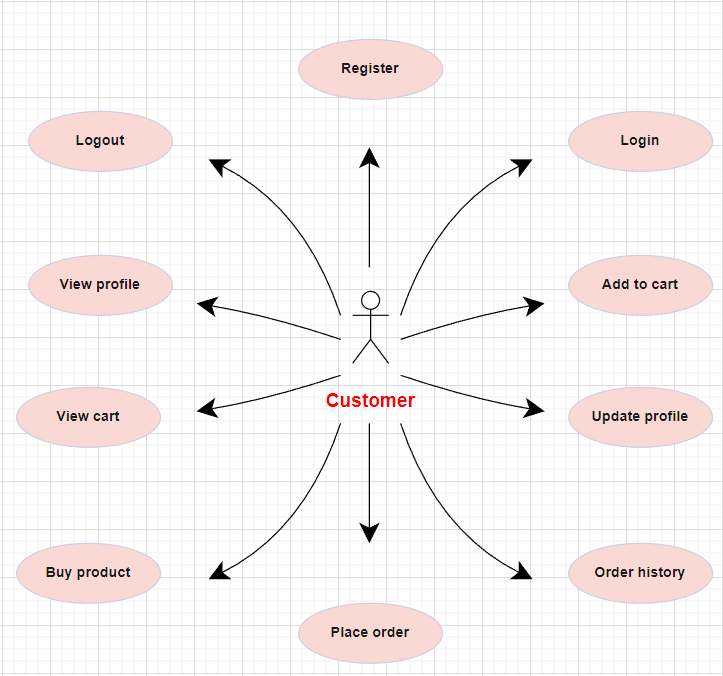 Register
Logout
Login
View profile
Add to cart
Customer
View cart
Update profile
Buy product
Order history
Place order